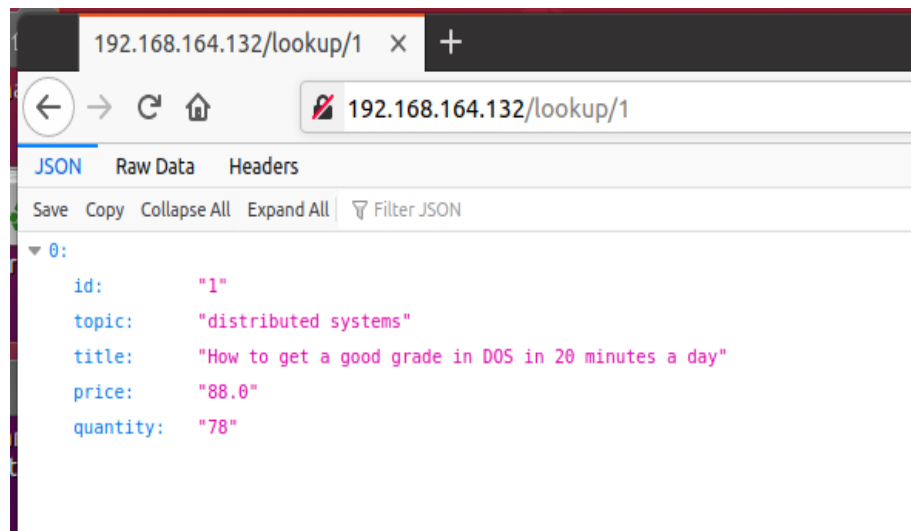 192.168.164.132/lookup/1
192.168.164.132/lookup/1
JSON Raw Data Headers
Save Copy Collapse All Expand All Filter JSON
0:
id: "1"
topic: "distributed systems"
title: "How to get a good grade in DOS in 20 minutes a day"
price: "88.0"
quantity: "78"